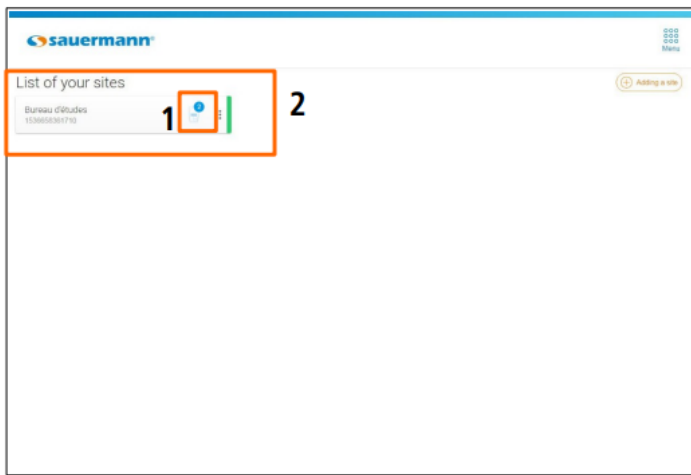 sauermann®
Menu
List of your sites
Adding a site
Bureau d'études
1536658361710
1
2